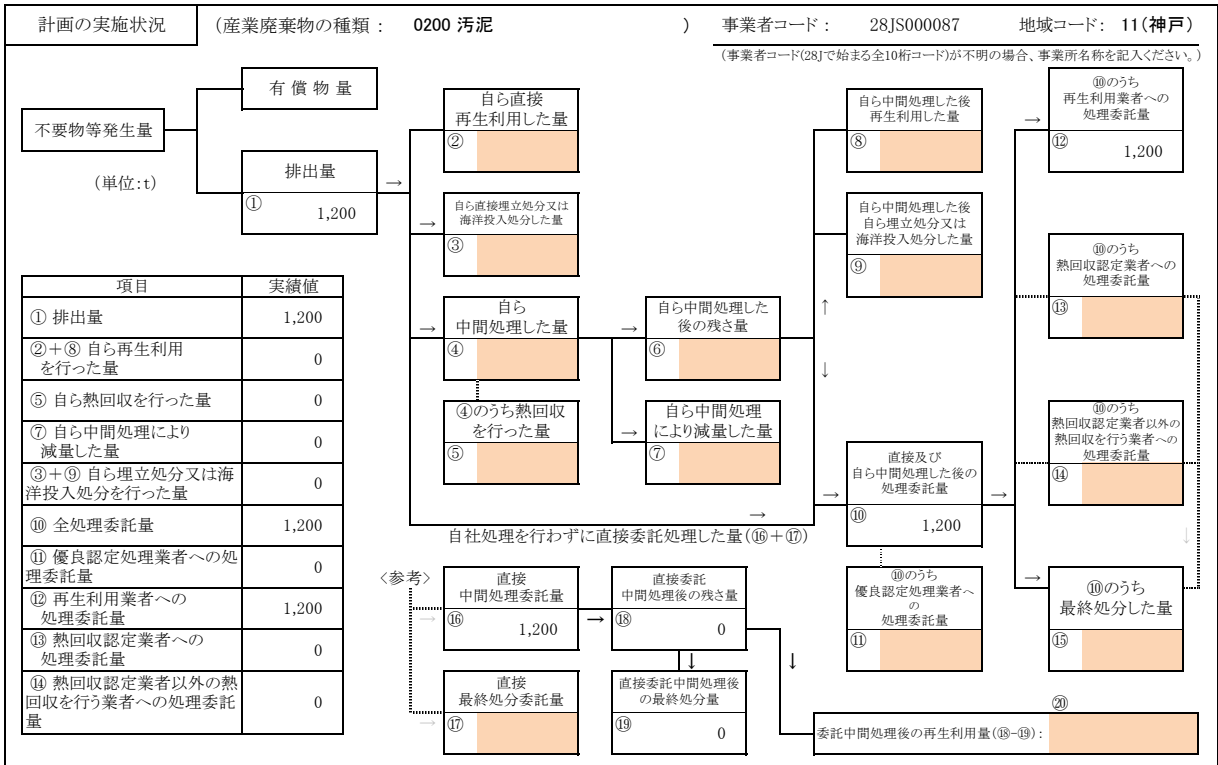 計画の実施状況
(産業廃棄物の種類： 0200 汚泥 )
事業者コード： 28JS000087
地域コード： 11(神戸)
(事業者コード(28Jで始まる全10桁コード)が不明の場合、事業所名称を記入ください。)
不要物等発生量
(単位:t)
有償物量
排出量
①
1,200
→
自ら直接
再生利用した量
②
→
自ら直接埋立処分又は
海洋投入処分した量
③
→
自ら
中間処理した量
④
④のうち熱回収
を行った量
⑤
→
自ら中間処理した
後の残さ量
⑥
→
自ら中間処理
により減量した量
⑦
自ら中間処理した後
再生利用した量
⑧
自ら中間処理した後
自ら埋立処分又は
海洋投入処分した量
⑨
↑
↓
→
自社処理を行わずに直接委託処理した量(⑯＋⑰)
→
直接及び
自ら中間処理した後の
処理委託量
⑩
1,200
→
⑩のうち
優良認定処理業者へ
の
処理委託量
⑪
→
⑩のうち
再生利用業者への
処理委託量
⑫
1,200
⑩のうち
熱回収認定業者への
処理委託量
⑬
⑩のうち
熱回収認定業者以外の
熱回収を行う業者への
処理委託量
⑭
↓
→
⑩のうち
最終処分した量
⑮
項目 実績値
① 排出量 1,200
②＋⑧ 自ら再生利用
を行った量 0
⑤ 自ら熱回収を行った量 0
⑦ 自ら中間処理により
減量した量 0
③＋⑨ 自ら埋立処分又は海
洋投入処分を行った量 0
⑩ 全処理委託量 1,200
⑪ 優良認定処理業者への処
理委託量 0
⑫ 再生利用業者への
処理委託量 1,200
⑬ 熱回収認定業者への
処理委託量 0
⑭ 熱回収認定業者以外の熱
回収を行う業者への処理委託
量 0
〈参考〉
→
直接
中間処理委託量
⑯
1,200
→
直接委託
中間処理後の残さ量
⑱
0
↓
↓
→
直接
最終処分委託量
⑰
直接委託中間処理後
の最終処分量
⑲
0
⑳
委託中間処理後の再生利用量(⑱-⑲)：